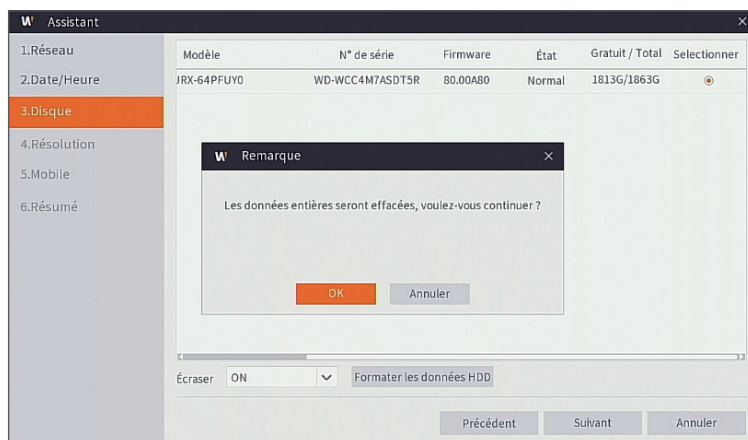 W Assistant ×
1.Réseau
2.Date/Heure
3.Disque
4.Résolution
5.Mobile
6.Résumé
Modèle N° de série Firmware État Gratuit / Total Selectionner
JRX-64PFUY0 WD-WCC4M7ASDT5R 80.00A80 Normal 1813G/1863G
W Remarque ×
Les données entières seront effacées, voulez-vous continuer ?
OK Annuler
Écraser ON Formater les données HDD
Précédent Suivant Annuler